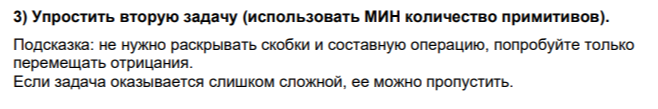 3) Упростить вторую задачу (использовать МИН количество примитивов).
Подсказка: не нужно раскрывать скобки и составную операцию, попробуйте только
перемещать отрицания.
Если задача оказывается слишком сложной, ее можно пропустить.